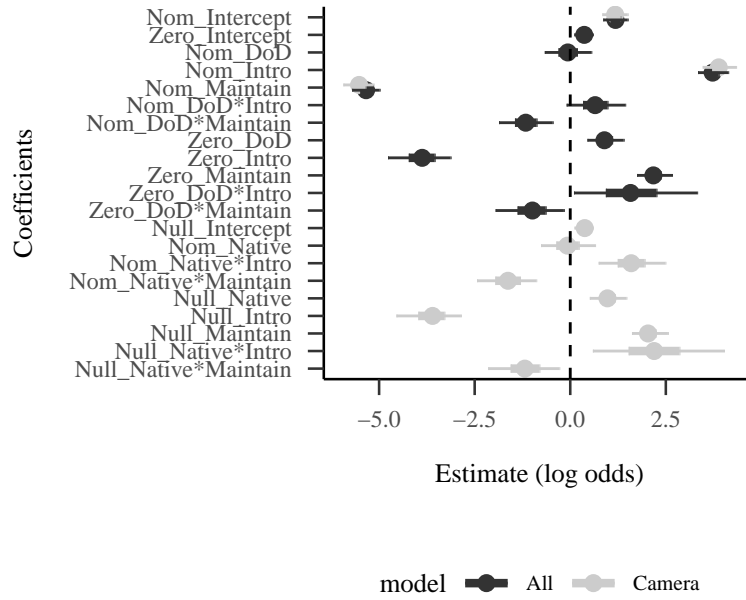 Coefficients
Nom_Intercept
Zero_Intercept
Nom_DoD
Nom_Intro
Nom_Maintain
Nom_DoD*Intro
Nom_DoD*Maintain
Zero_DoD
Zero_Intro
Zero_Maintain
Zero_DoD*Intro
Zero_DoD*Maintain
Null_Intercept
Nom_Native
Nom_Native*Intro
Nom_Native*Maintain
Null_Native
Null_Intro
Null_Maintain
Null_Native*Intro
Null_Native*Maintain
−5.0 −2.5 0.0 2.5
Estimate (log odds)
model All Camera